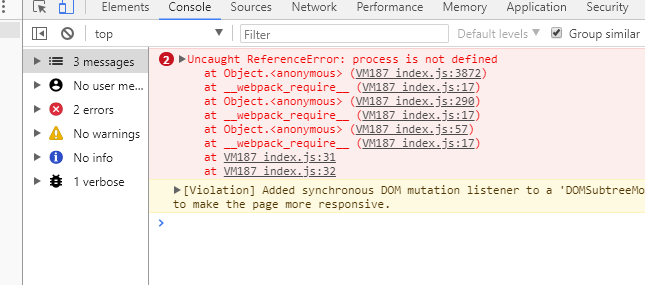 Elements Console Sources Network Performance Memory Application Security
top Filter Default levels ▼ Group similar
3 messages
No user me...
2 errors
No warnings
No info
1 verbose
2 ▶Uncaught ReferenceError: process is not defined
at Object.<anonymous> (VM187 index.js:3872)
at __webpack_require__ (VM187 index.js:17)
at Object.<anonymous> (VM187 index.js:290)
at __webpack_require__ (VM187 index.js:17)
at Object.<anonymous> (VM187 index.js:57)
at __webpack_require__ (VM187 index.js:17)
at VM187 index.js:31
at VM187 index.js:32
▶[Violation] Added synchronous DOM mutation listener to a 'DOMSubtreeMo
to make the page more responsive.